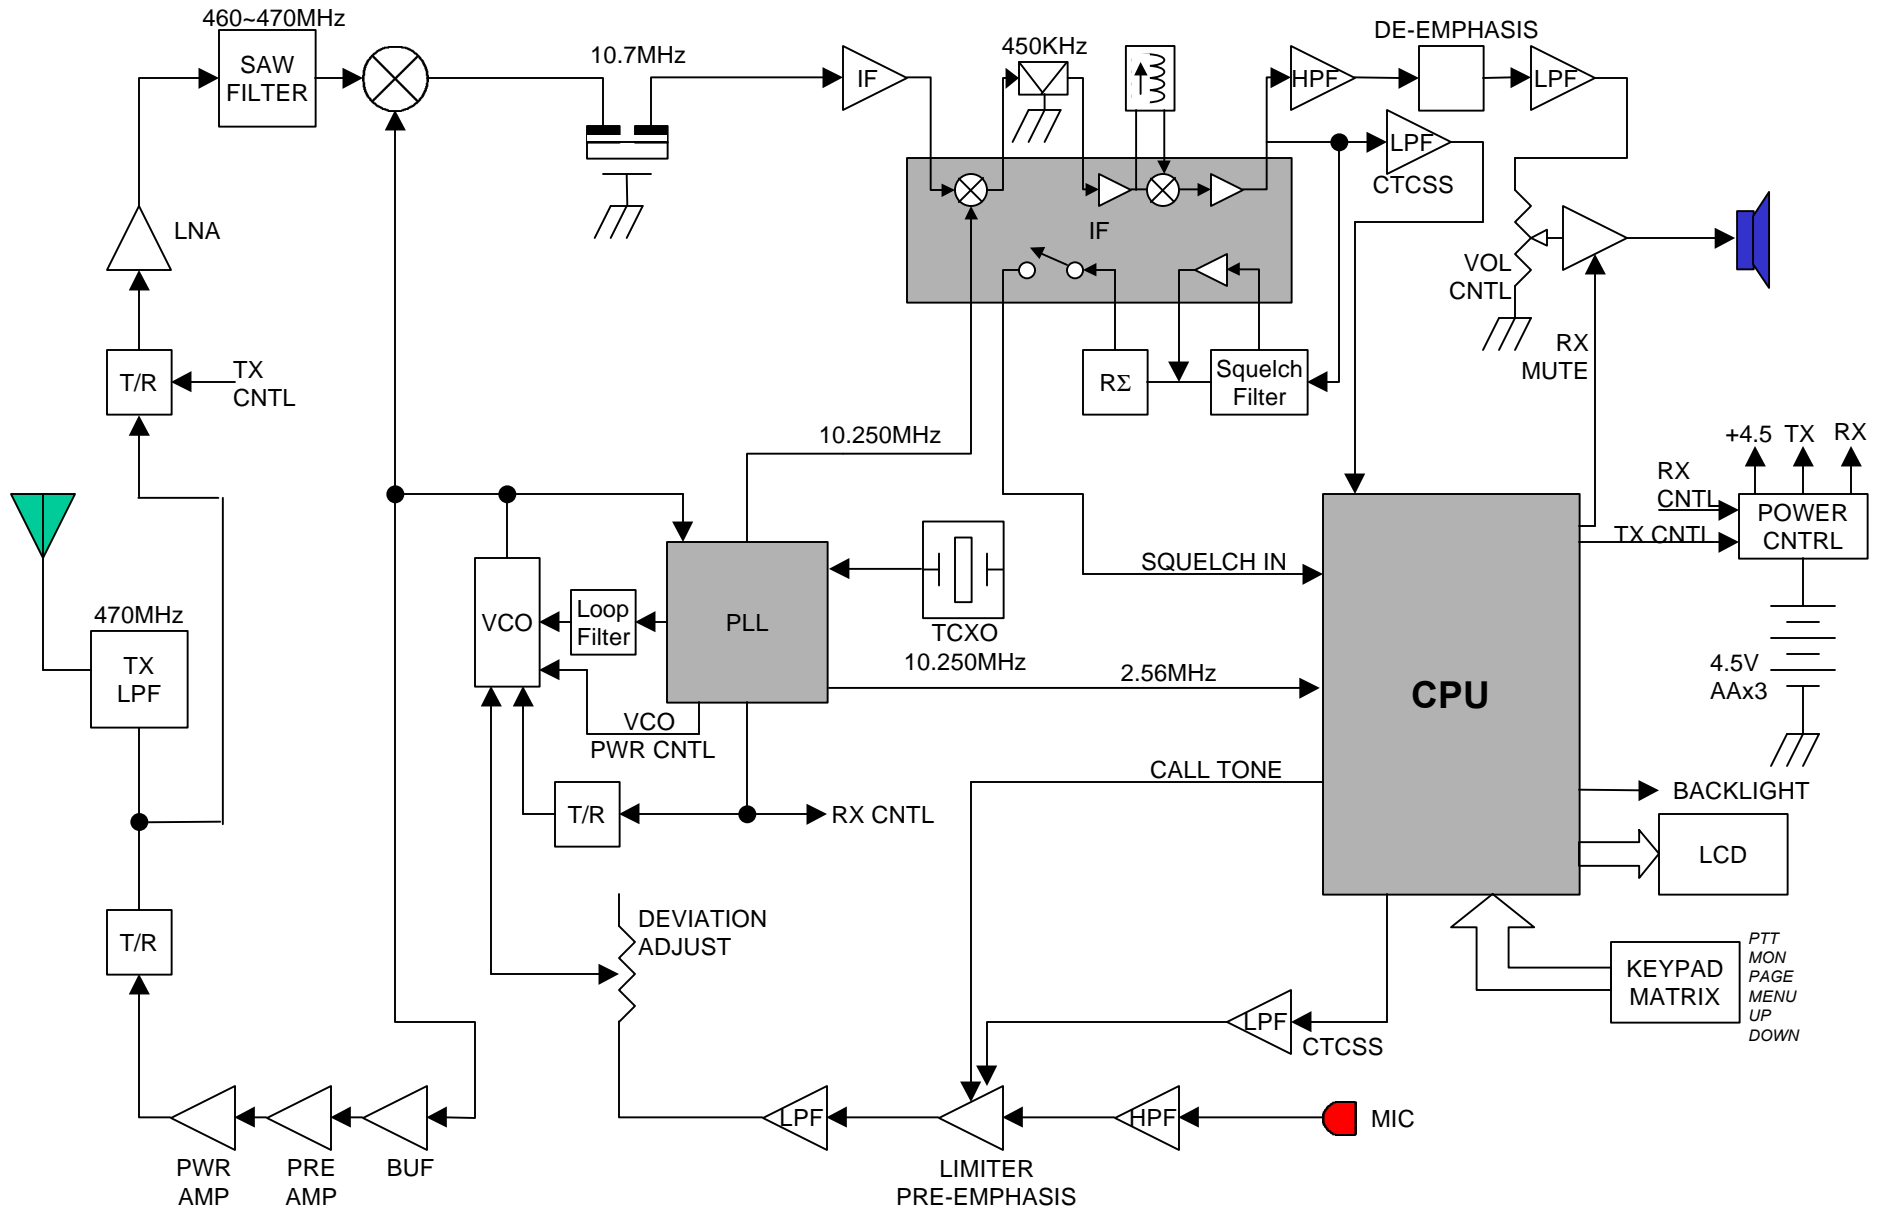 460~470MHz
SAW
FILTER
10.7MHz
IF
450KHz
DE-EMPHASIS
HPF
LPF
LPF
CTCSS
LNA
IF
VOL
CNTL
T/R
TX
CNTL
RΣ
Squelch
Filter
RX
MUTE
10.250MHz
+4.5
TX
RX
RX
CNTL
POWER
CNTRL
TX CNTL
SQUELCH IN
470MHz
TX
LPF
VCO
Loop
Filter
PLL
TCXO
10.250MHz
2.56MHz
CPU
4.5V
AAx3
VCO
PWR CNTL
CALL TONE
BACKLIGHT
T/R
RX CNTL
LCD
T/R
DEVIATION
ADJUST
KEYPAD
MATRIX
PTT
MON
PAGE
MENU
UP
DOWN
LPF
CTCSS
LPF
HPF
MIC
PWR
AMP
PRE
AMP
BUF
LIMITER
PRE-EMPHASIS